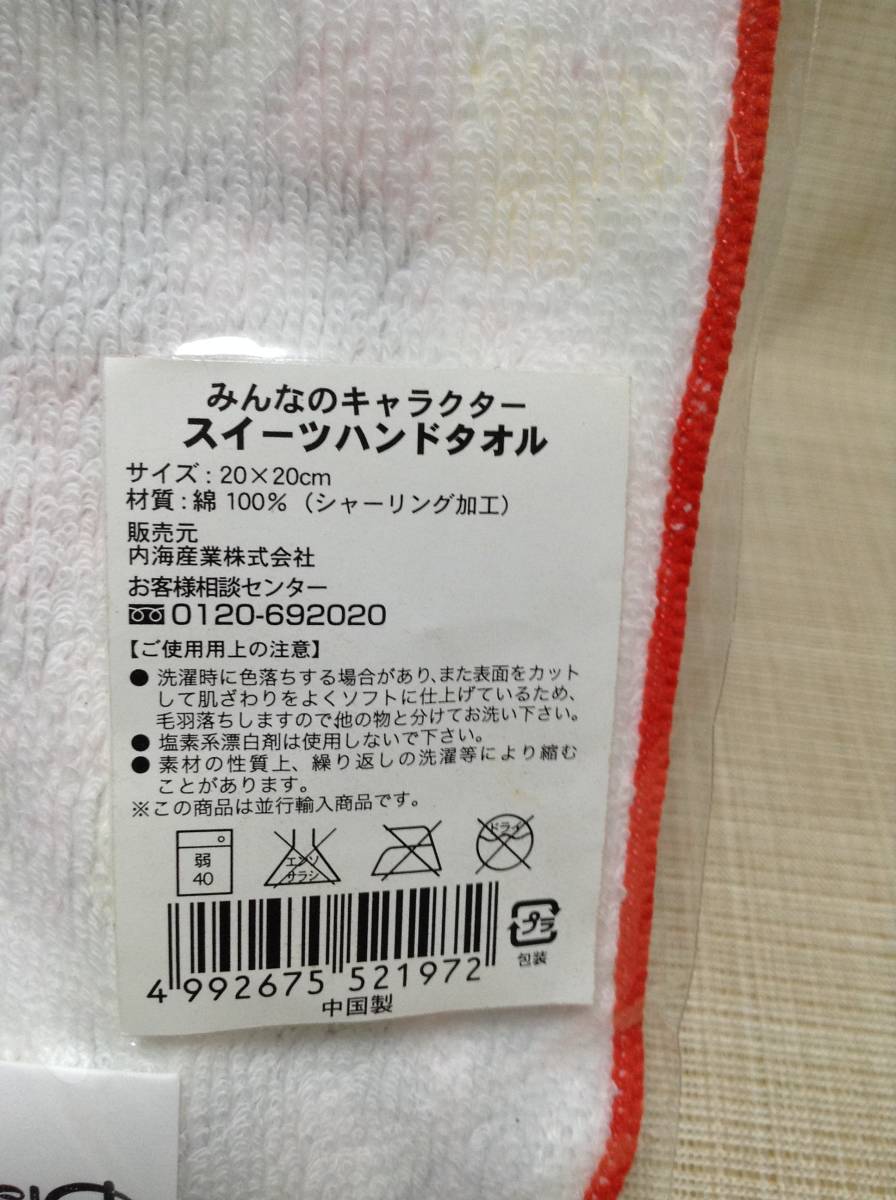 みんなのキャラクター
スイーツハンドタオル
サイズ：20×20cm
材質：綿 100％（シャーリング加工）
販売元
内海産業株式会社
お客様相談センター
0120-692020
【ご使用用上の注意】
● 洗濯時に色落ちする場合があり、また表面をカット
して肌ざわりをよくソフトに仕上げているため、
毛羽落ちしますので他の物と分けてお洗い下さい。
● 塩素系漂白剤は使用しないで下さい。
● 素材の性質上、繰り返しの洗濯等により縮む
ことがあります。
※この商品は並行輸入商品です。
弱
40
エンソ
サラシ
ドライ
プラ
包装
4 992675 521972
中国製